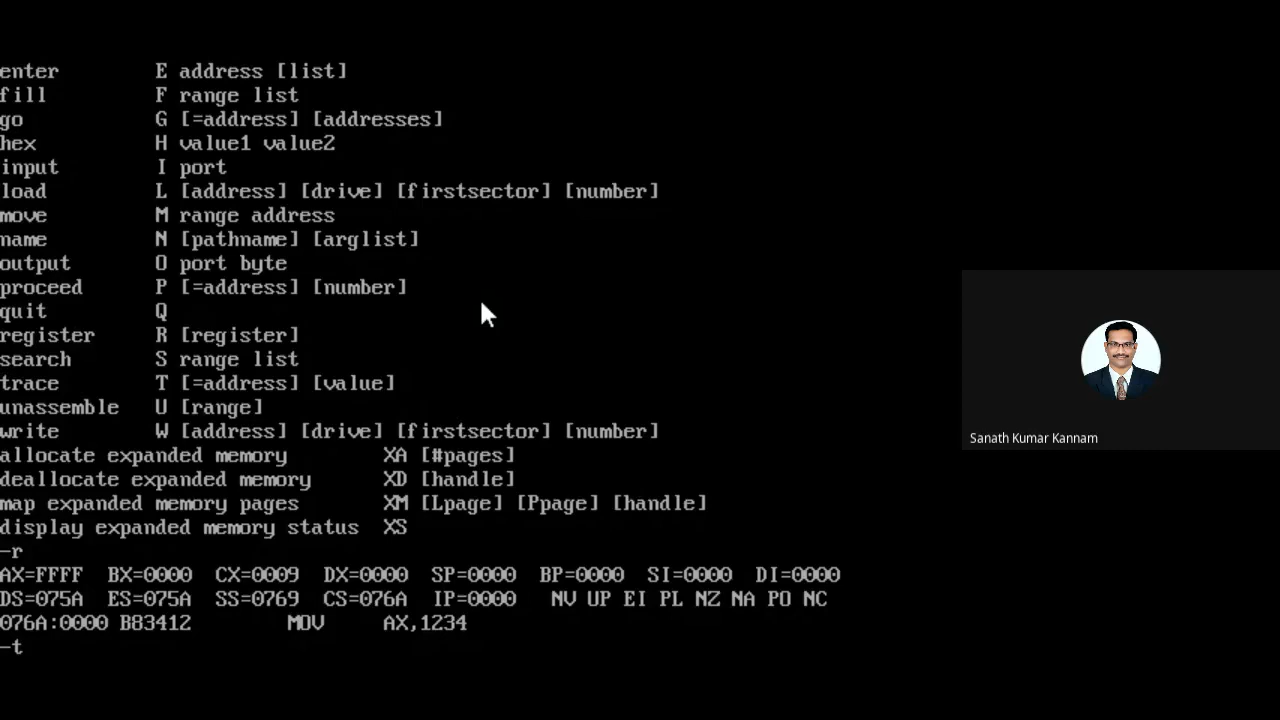 enter E address [list]
fill F range list
go G [=address] [addresses]
hex H value1 value2
input I port
load L [address] [drive] [firstsector] [number]
move M range address
name N [pathname] [arglist]
output O port byte
proceed P [=address] [number]
quit Q
register R [register]
search S range list
trace T [=address] [value]
unassemble U [range]
write W [address] [drive] [firstsector] [number]
allocate expanded memory XA [#pages]
deallocate expanded memory XD [handle]
map expanded memory pages XM [Lpage] [Ppage] [handle]
display expanded memory status XS
-r
AX=FFFF BX=0000 CX=0009 DX=0000 SP=0000 BP=0000 SI=0000 DI=0000
DS=075A ES=075A SS=0769 CS=076A IP=0000 NV UP EI PL NZ NA PO NC
076A:0000 B83412 MOV AX,1234
-t
Sanath Kumar Kannam